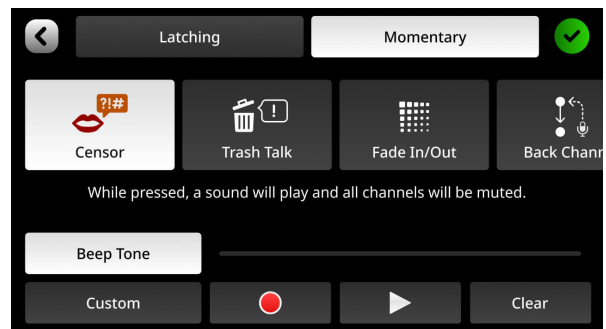 Latching
Momentary
?!#
!
Censor
Trash Talk
Fade In/Out
Back Chann
While pressed, a sound will play and all channels will be muted.
Beep Tone
Custom
Clear